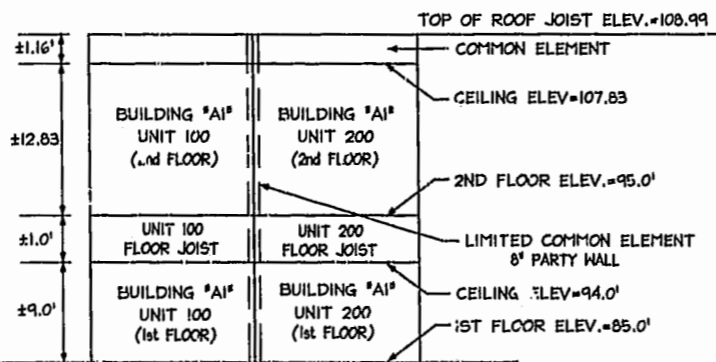 TOP OF ROOF JOIST ELEV.=108.99
±1.16'
COMMON ELEMENT
CEILING ELEV=107.83
±12.83
BUILDING "A1"
UNIT 100
FLOOR)
BUILDING "A1"
UNIT 200
(2nd FLOOR)
2ND FLOOR ELEV.=95.0'
±1.0'
UNIT 100
FLOOR JOIST
UNIT 200
FLOOR JOIST
LIMITED COMMON ELEMENT
8" PARTY WALL
CEILING ELEV=94.0'
±9.0'
BUILDING "A1"
UNIT 100
(1st FLOOR)
BUILDING "A1"
UNIT 200
(1st FLOOR)
1ST FLOOR ELEV.=85.0'